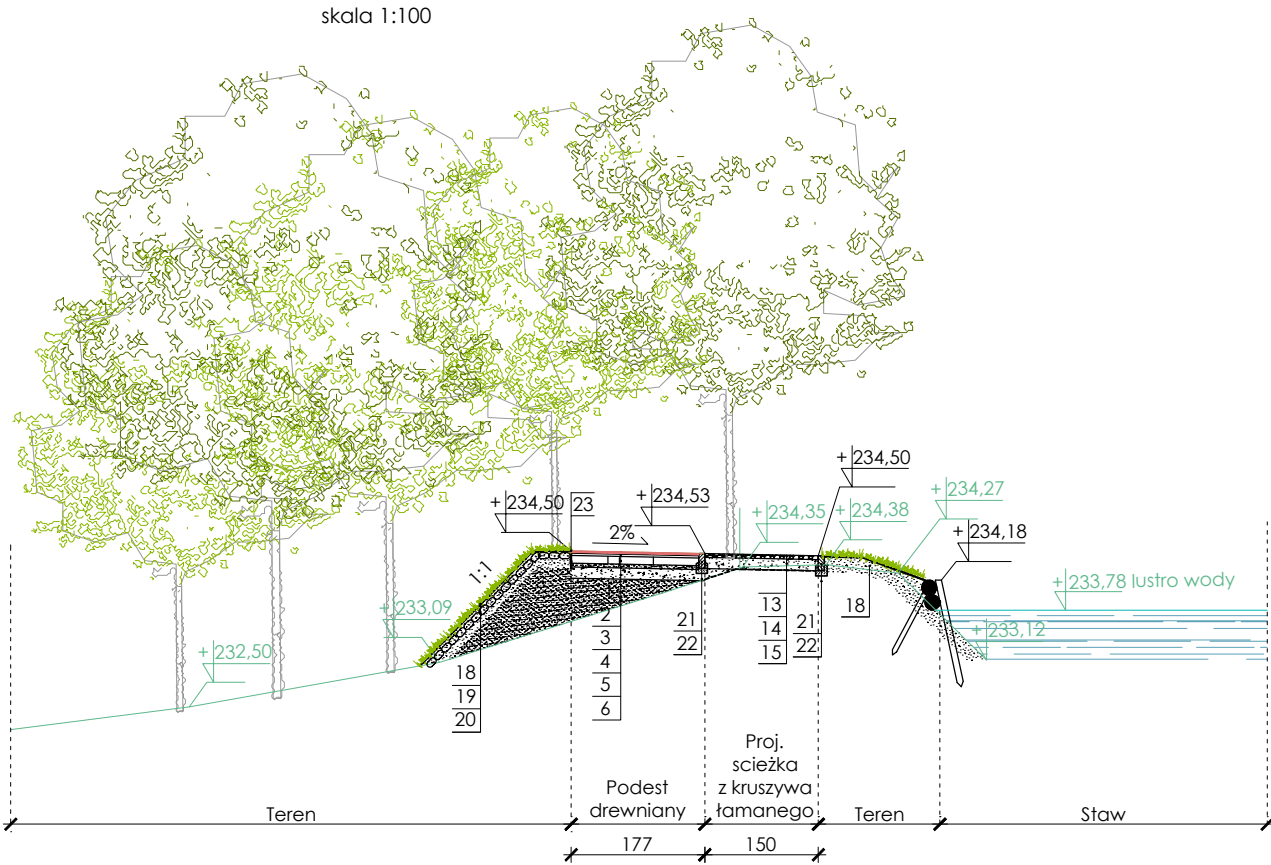 skala 1:100
+234,50
+234,27
+234,50
23
+234,53
+234,35
+234,38
+234,18
2%
1:1
+233,78 lustro wody
+233,09
+233,12
+232,50
2
3
4
5
6
21
22
13
14
15
21
22
18
18
19
20
Proj.
scieżka
z kruszywa
łamanego
Podest
drewniany
Teren
Teren
Staw
177
150